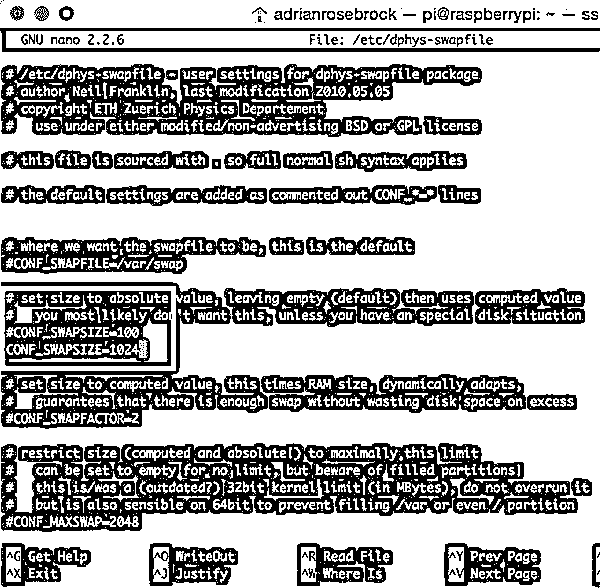 adrianrosebrock — pi@raspberrypi: ~ — ss
GNU nano 2.2.6 File: /etc/dphys-swapfile
# /etc/dphys-swapfile - user settings for dphys-swapfile package
# author Neil Franklin, last modification 2010.05.05
# copyright ETH Zuerich Physics Departement
#   use under either modified/non-advertising BSD or GPL license
# this file is sourced with . so full normal sh syntax applies
# the default settings are added as commented out CONF_*=* lines
# where we want the swapfile to be, this is the default
#CONF_SWAPFILE=/var/swap
# set size to absolute value, leaving empty (default) then uses computed value
#   you most likely don't want this, unless you have an special disk situation
#CONF_SWAPSIZE=100
CONF_SWAPSIZE=1024
# set size to computed value, this times RAM size, dynamically adapts,
#   guarantees that there is enough swap without wasting disk space on excess
#CONF_SWAPFACTOR=2
# restrict size (computed and absolute!) to maximally this limit
#   can be set to empty for no limit, but beware of filled partitions!
#   this is/was a (outdated?) 32bit kernel limit (in MBytes), do not overrun it
#   but is also sensible on 64bit to prevent filling /var or even / partition
#CONF_MAXSWAP=2048
^G Get Help ^O WriteOut ^R Read File ^Y Prev Page
^X Exit ^J Justify ^W Where Is ^V Next Page